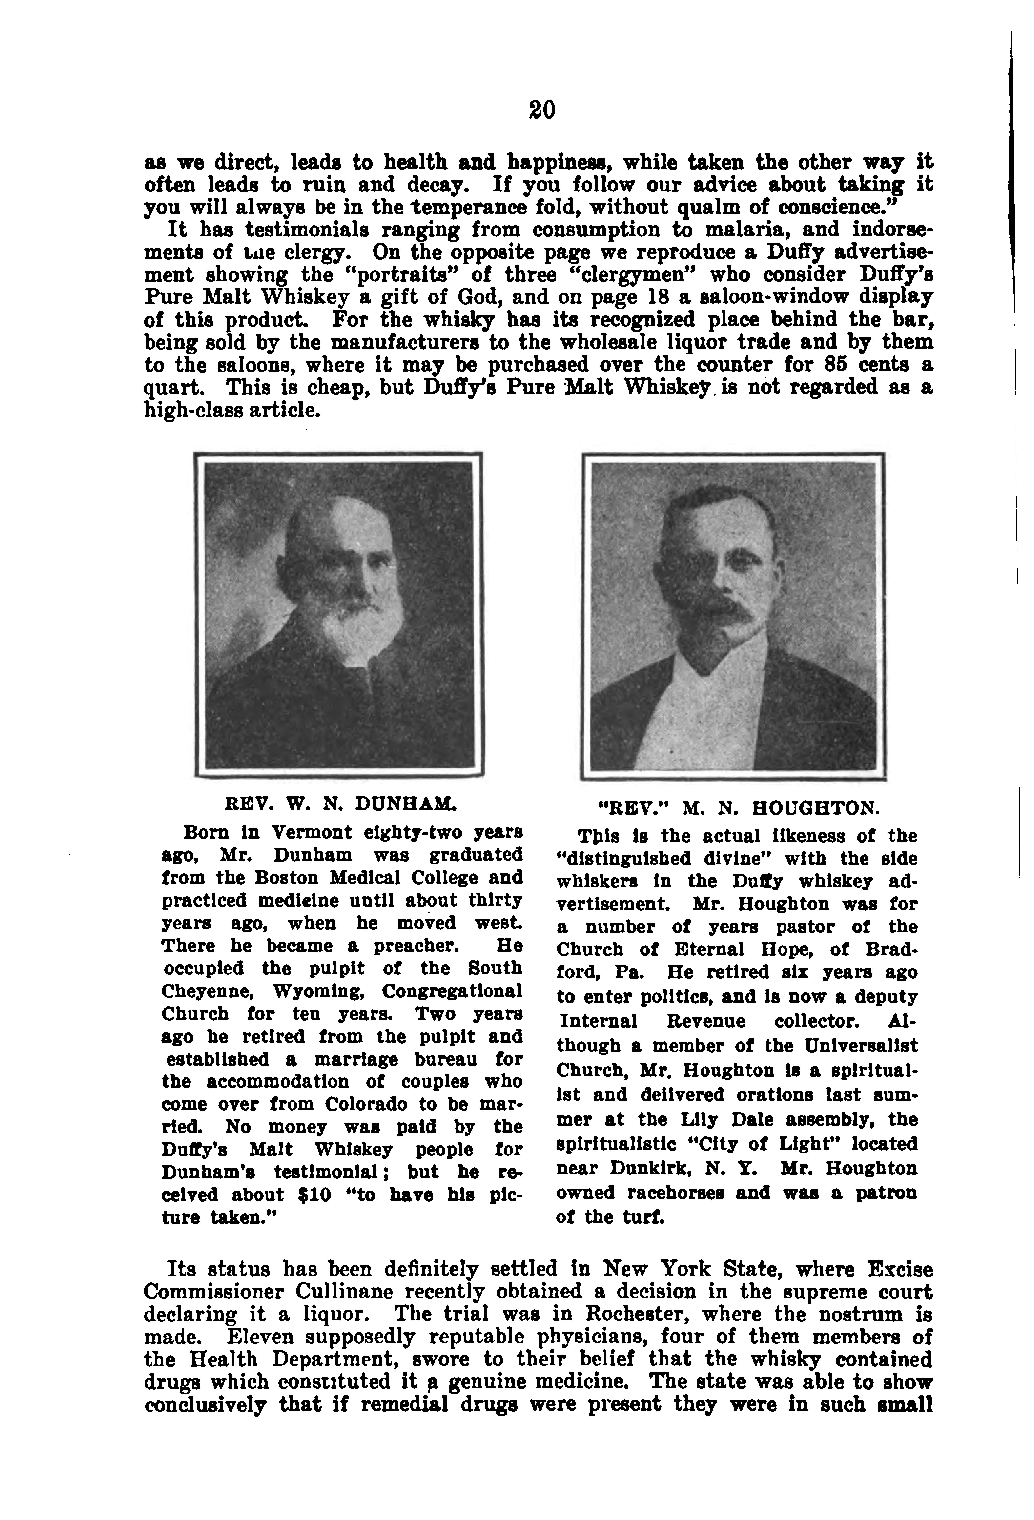 20
as we direct, leads to health and happiness, while taken the other way it
often leads to ruin and decay. If you follow our advice about taking it
you will always be in the temperance fold, without qualm of conscience."
It has testimonials ranging from consumption to malaria, and indorse-
ments of the clergy. On the opposite page we reproduce a Duffy advertise-
ment showing the "portraits" of three "clergymen" who consider Duffy's
Pure Malt Whiskey a gift of God, and on page 18 a saloon-window display
of this product. For the whisky has its recognized place behind the bar,
being sold by the manufacturers to the wholesale liquor trade and by them
to the saloons, where it may be purchased over the counter for 85 cents a
quart. This is cheap, but Duffy's Pure Malt Whiskey is not regarded as a
high-class article.
REV. W. N. DUNHAM.
Born in Vermont eighty-two years
ago, Mr. Dunham was graduated
from the Boston Medical College and
practiced medicine until about thirty
years ago, when he moved west.
There he became a preacher. He
occupied the pulpit of the South
Cheyenne, Wyoming, Congregational
Church for ten years. Two years
ago he retired from the pulpit and
established a marriage bureau for
the accommodation of couples who
come over from Colorado to be mar-
ried. No money was paid by the
Duffy's Malt Whiskey people for
Dunham's testimonial; but he re-
ceived about $10 "to have his pic-
ture taken."
"REV." M. N. HOUGHTON.
This is the actual likeness of the
"distinguished divine" with the side
whiskers in the Duffy whiskey ad-
vertisement. Mr. Houghton was for
a number of years pastor of the
Church of Eternal Hope, of Brad-
ford, Pa. He retired six years ago
to enter politics, and is now a deputy
Internal Revenue collector. Al-
though a member of the Universalist
Church, Mr. Houghton is a spiritual-
ist and delivered orations last sum-
mer at the Lily Dale assembly, the
spiritualistic "City of Light" located
near Dunkirk, N. Y. Mr. Houghton
owned racehorses and was a patron
of the turf.
Its status has been definitely settled in New York State, where Excise
Commissioner Cullinane recently obtained a decision in the supreme court
declaring it a liquor. The trial was in Rochester, where the nostrum is
made. Eleven supposedly reputable physicians, four of them members of
the Health Department, swore to their belief that the whisky contained
drugs which constituted it a genuine medicine. The state was able to show
conclusively that if remedial drugs were present they were in such small